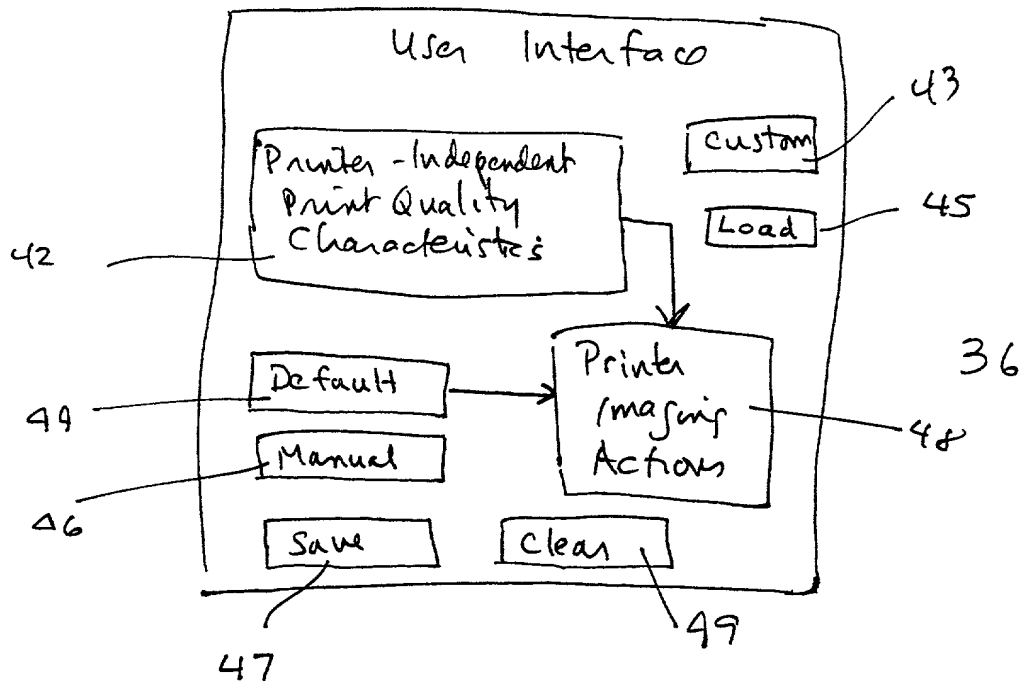 User Interface
43
Custom
Printer-Independent
Print Quality
Characteristics
45
Load
42
36
Printer
Imaging
Actions
Default
44
48
Manual
46
Save
Clear
47
49